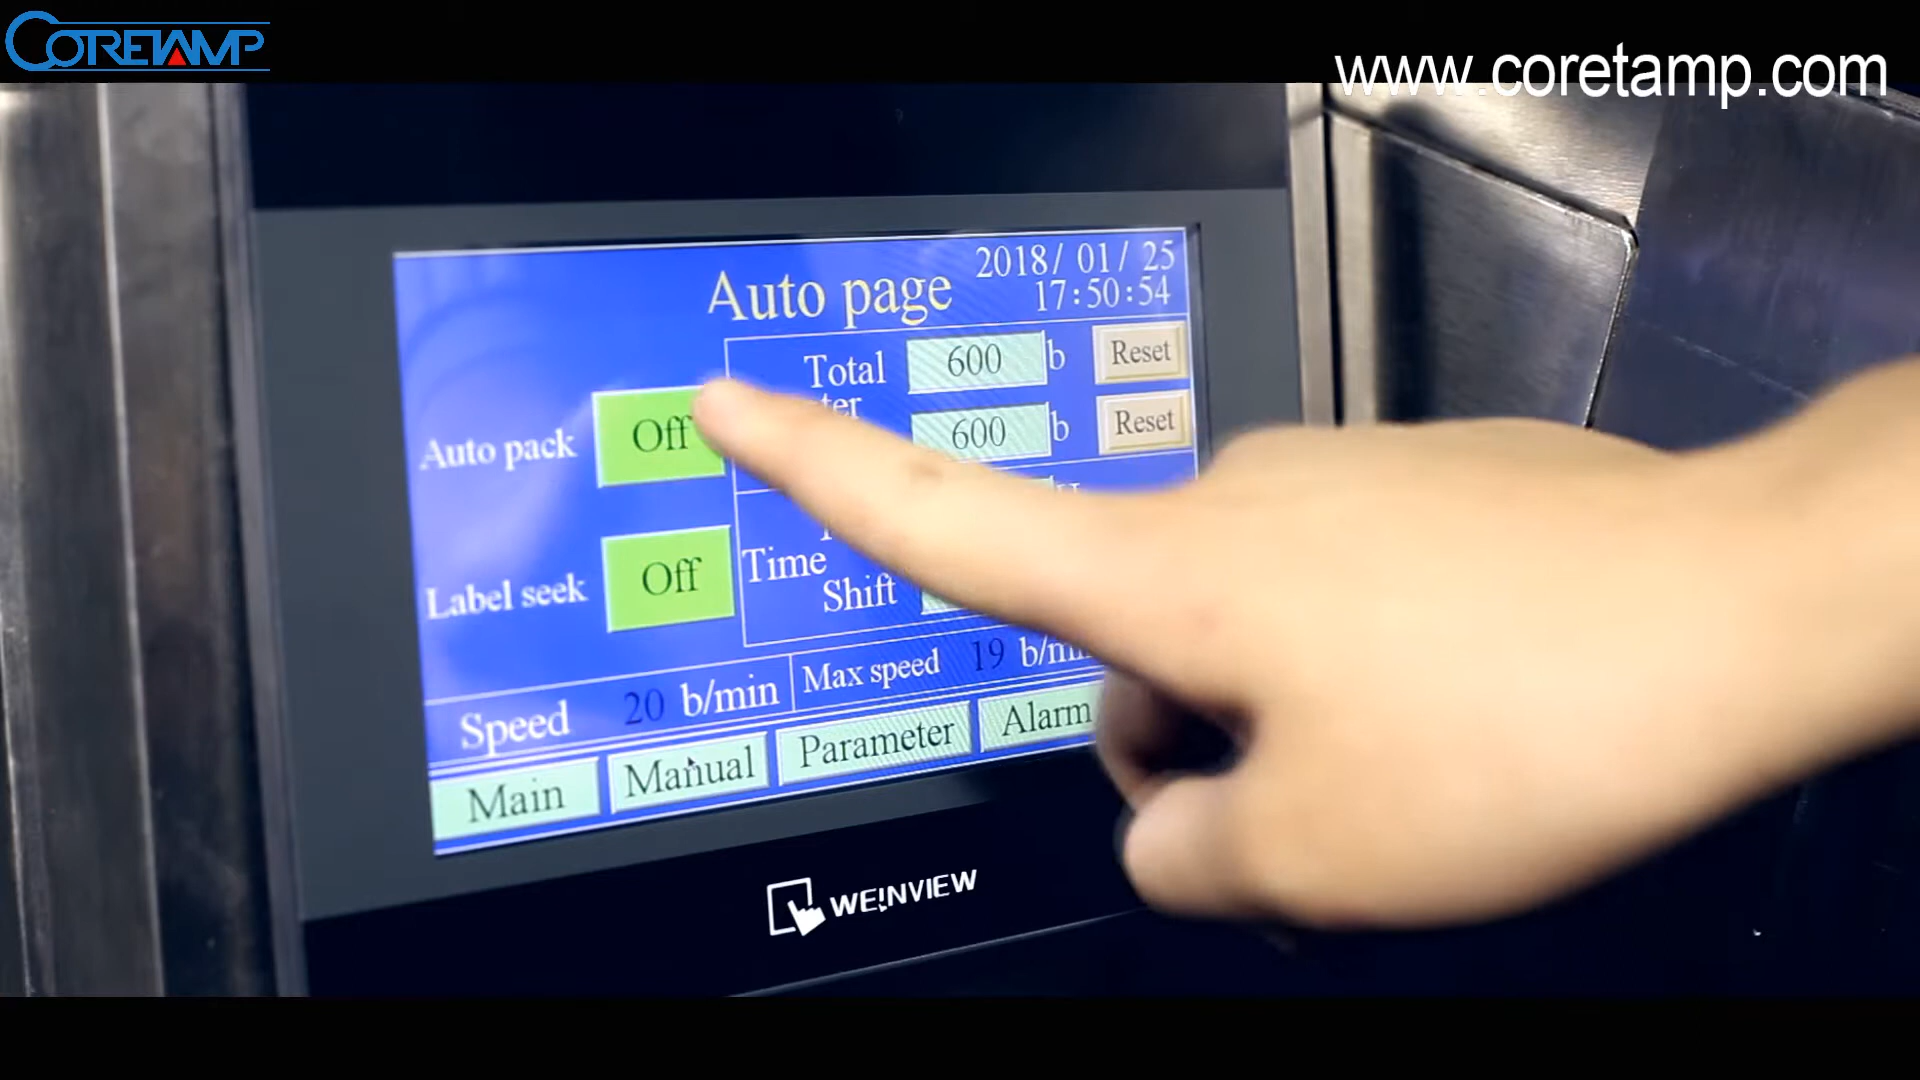 CORETAMP
www.coretamp.com
2018/ 01/ 25
Auto page
17:50:54
Total 600 b Reset
600 b Reset
Auto pack Off
Label seek Off
Time
Shift
Speed 20 b/min Max speed 19
Main Manual Parameter Alarm
WEINVIEW